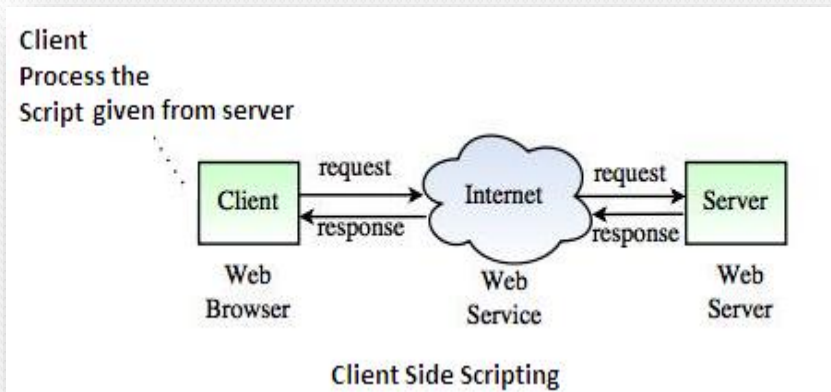 Client
Process the
Script given from server
request
request
Client
Internet
Server
response
response
Web
Browser
Web
Service
Web
Server
Client Side Scripting